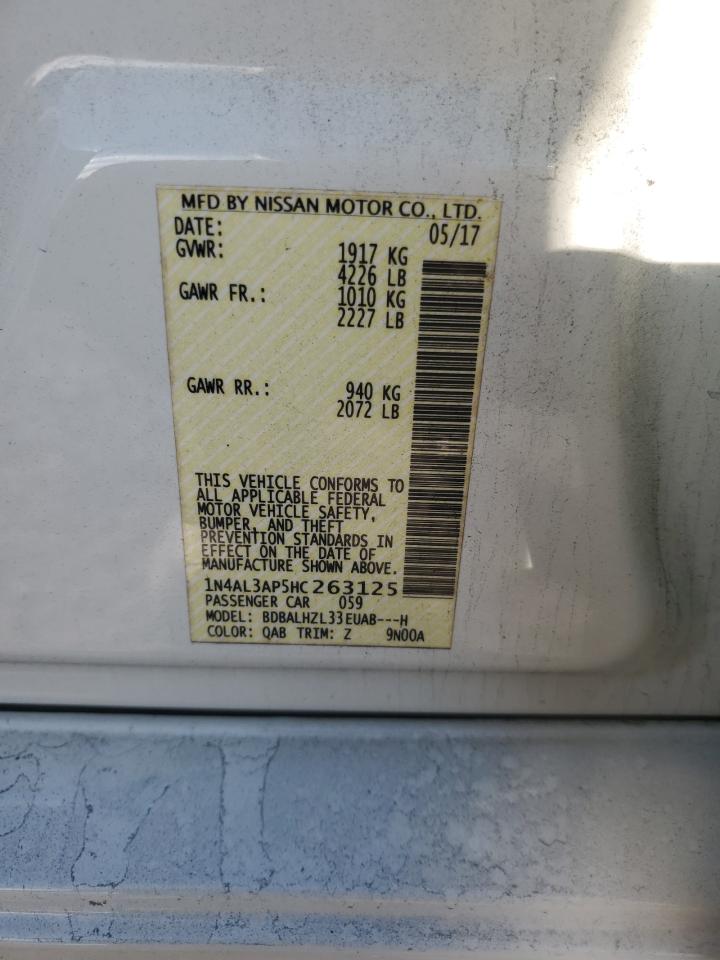 MFD BY NISSAN MOTOR CO., LTD.
DATE: 05/17
GVWR: 1917 KG
4226 LB
GAWR FR.: 1010 KG
2227 LB
GAWR RR.: 940 KG
2072 LB
THIS VEHICLE CONFORMS TO
ALL APPLICABLE FEDERAL
MOTOR VEHICLE SAFETY,
BUMPER, AND THEFT
PREVENTION STANDARDS IN
EFFECT ON THE DATE OF
MANUFACTURE SHOWN ABOVE.
1N4AL3AP5HC263125
PASSENGER CAR 059
MODEL: BDBALHZL33EUAB---H
COLOR: QAB TRIM: Z 9N00A